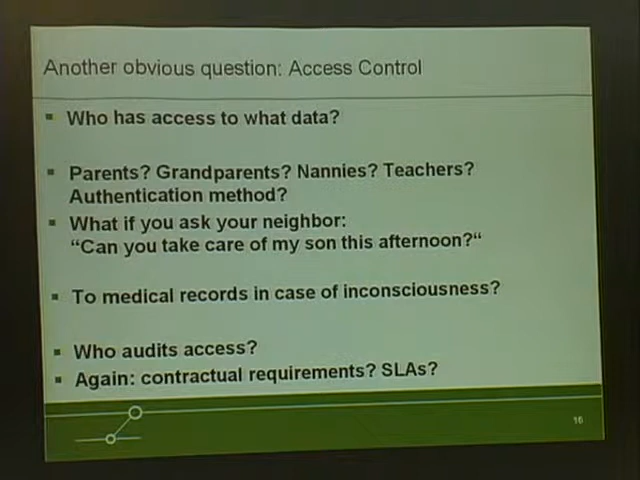 Another obvious question: Access Control
Who has access to what data?
Parents? Grandparents? Nannies? Teachers?
Authentication method?
What if you ask your neighbor:
“Can you take care of my son this afternoon?“
To medical records in case of inconsciousness?
Who audits access?
Again: contractual requirements? SLAs?
16